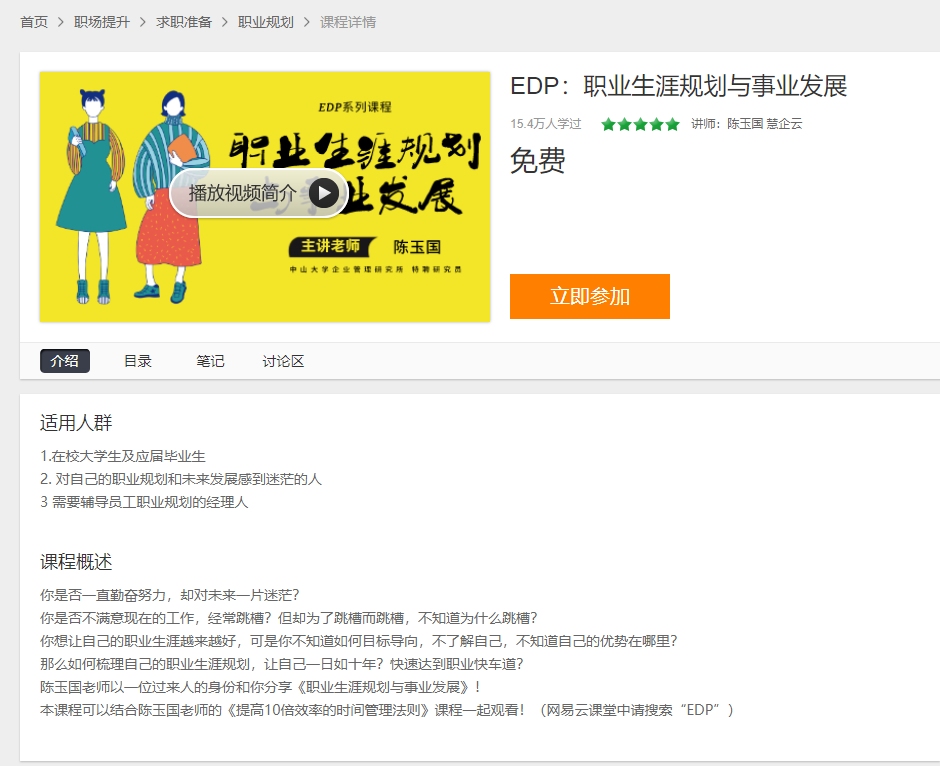 首页 > 职场提升 > 求职准备 > 职业规划 > 课程详情
EDP系列课程
职业生涯规划
与事业发展
播放视频简介
主讲老师 陈玉国
中山大学企业管理研究所 特聘研究员
EDP：职业生涯规划与事业发展
15.4万人学过 讲师：陈玉国 慧企云
免费
立即参加
介绍 目录 笔记 讨论区
适用人群
1.在校大学生及应届毕业生
2. 对自己的职业规划和未来发展感到迷茫的人
3 需要辅导员工职业规划的经理人
课程概述
你是否一直勤奋努力，却对未来一片迷茫？
你是否不满意现在的工作，经常跳槽？但却为了跳槽而跳槽，不知道为什么跳槽？
你想让自己的职业生涯越来越好，可是你不知道如何目标导向，不了解自己，不知道自己的优势在哪里？
那么如何梳理自己的职业生涯规划，让自己一日如十年？快速达到职业快车道？
陈玉国老师以一位过来人的身份和你分享《职业生涯规划与事业发展》！
本课程可以结合陈玉国老师的《提高10倍效率的时间管理法则》课程一起观看！（网易云课堂中请搜索“EDP”）